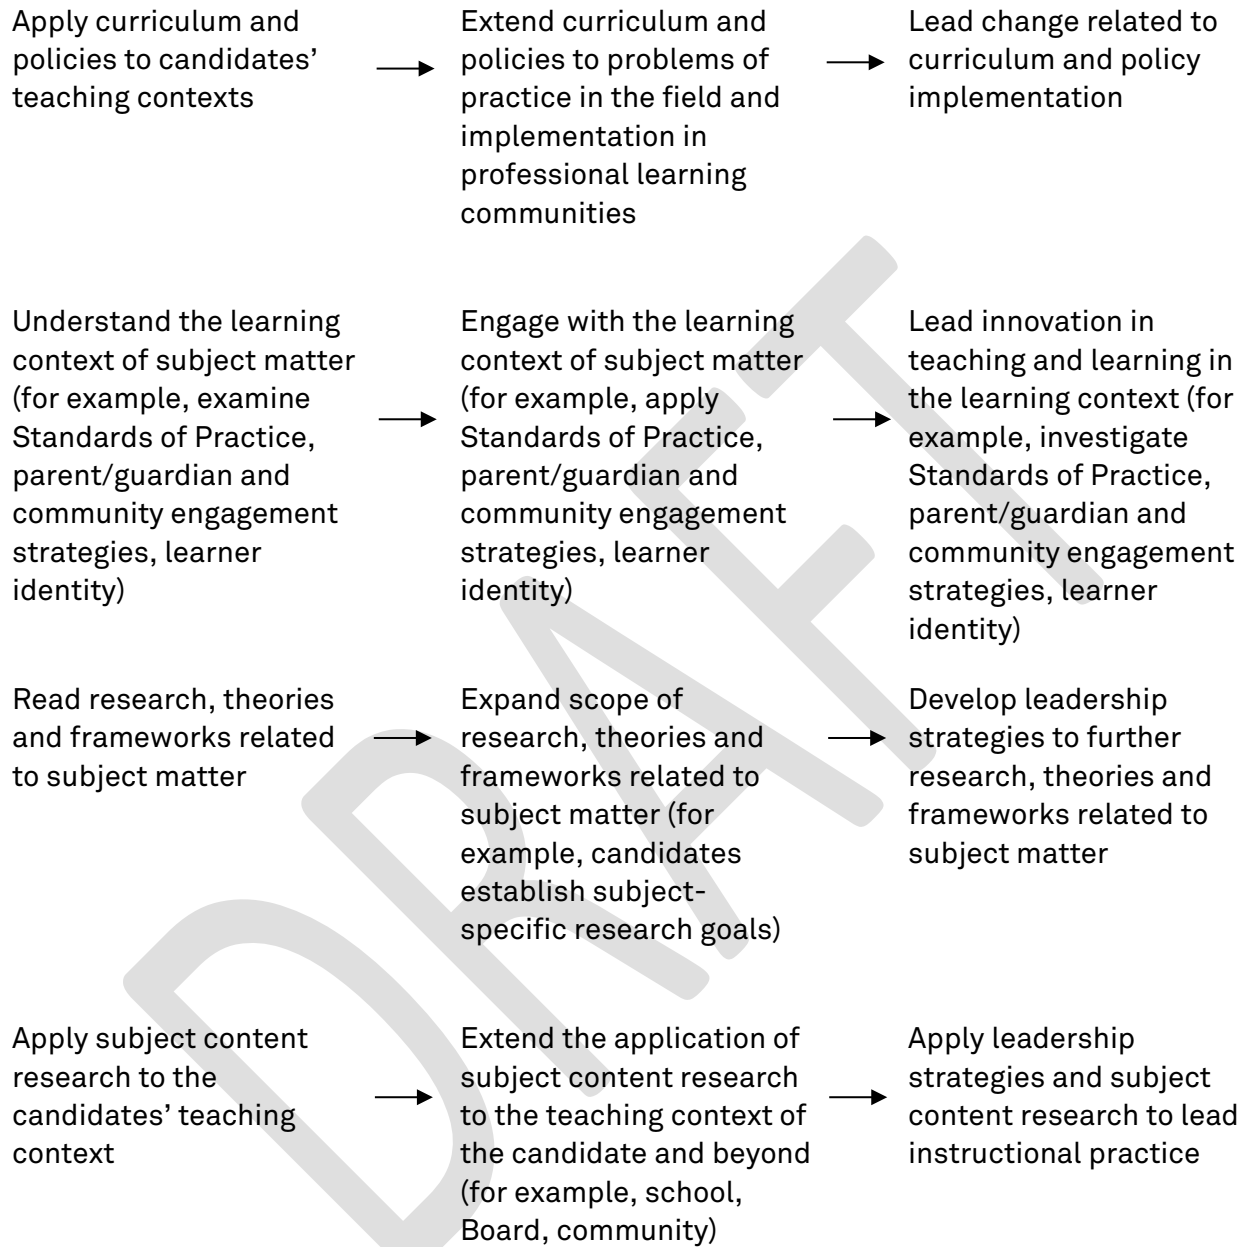 Apply curriculum and
policies to candidates’
teaching contexts
Extend curriculum and
policies to problems of
practice in the field and
implementation in
professional learning
communities
Lead change related to
curriculum and policy
implementation
Understand the learning
context of subject matter
(for example, examine
Standards of Practice,
parent/guardian and
community engagement
strategies, learner
identity)
Engage with the learning
context of subject matter
(for example, apply
Standards of Practice,
parent/guardian and
community engagement
strategies, learner
identity)
Lead innovation in
teaching and learning in
the learning context (for
example, investigate
Standards of Practice,
parent/guardian and
community engagement
strategies, learner
identity)
Read research, theories
and frameworks related
to subject matter
Expand scope of
research, theories and
frameworks related to
subject matter (for
example, candidates
establish subject-
specific research goals)
Develop leadership
strategies to further
research, theories and
frameworks related to
subject matter
Apply subject content
research to the
candidates’ teaching
context
Extend the application of
subject content research
to the teaching context of
the candidate and beyond
(for example, school,
Board, community)
Apply leadership
strategies and subject
content research to lead
instructional practice
DRAFT